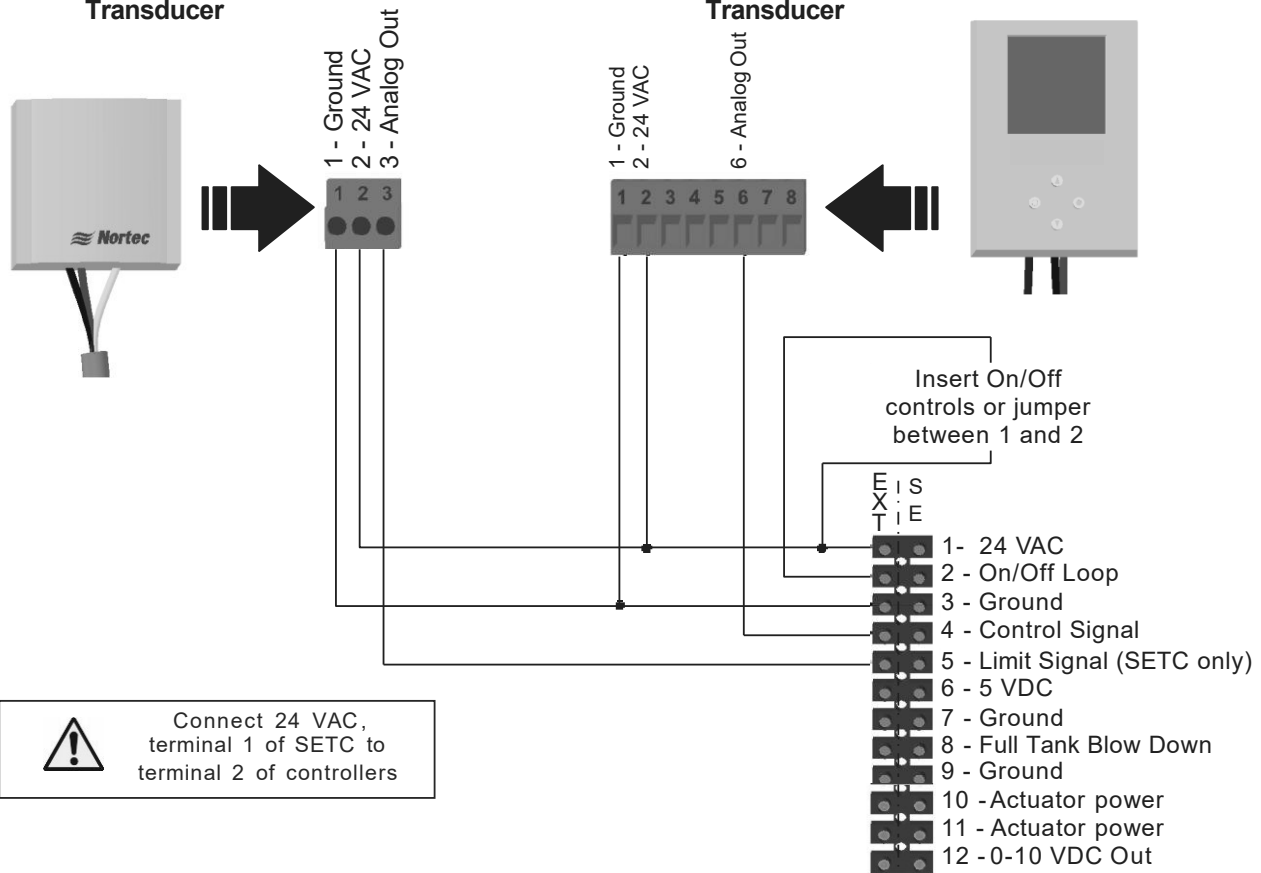 Transducer
Transducer
1 - Ground
2 - 24 VAC
3 - Analog Out
1 - Ground
2 - 24 VAC
6 - Analog Out
1 2 3
1 2 3 4 5 6 7 8
Nortec
Insert On/Off
controls or jumper
between 1 and 2
EXT
SE
1- 24 VAC
2 - On/Off Loop
3 - Ground
4 - Control Signal
5 - Limit Signal (SETC only)
6 - 5 VDC
7 - Ground
8 - Full Tank Blow Down
9 - Ground
10 - Actuator power
11 - Actuator power
12 - 0-10 VDC Out
Connect 24 VAC,
terminal 1 of SETC to
terminal 2 of controllers